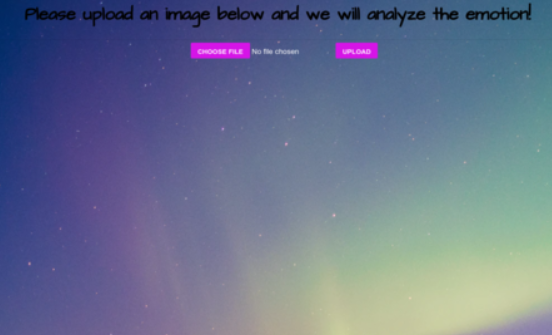 Please upload an image below and we will analyze the emotion!
CHOOSE FILE No file chosen UPLOAD